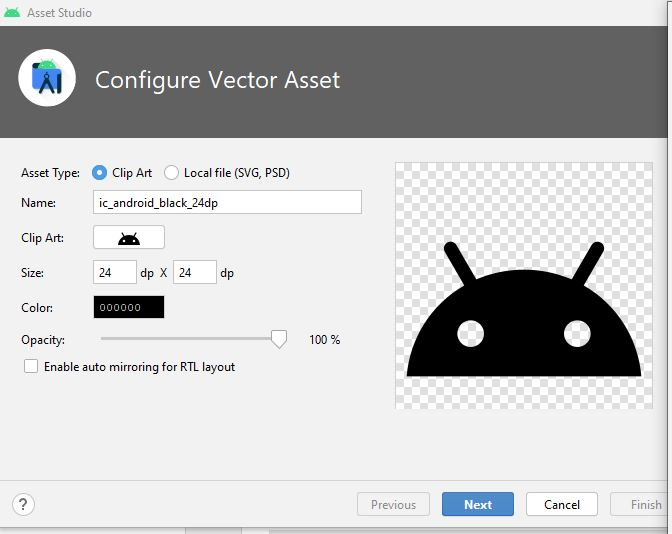 Asset Studio
Configure Vector Asset
Asset Type: Clip Art Local file (SVG, PSD)
Name: ic_android_black_24dp
Clip Art:
Size: 24 dp X 24 dp
Color: 000000
Opacity: 100 %
Enable auto mirroring for RTL layout
? Previous Next Cancel Finish